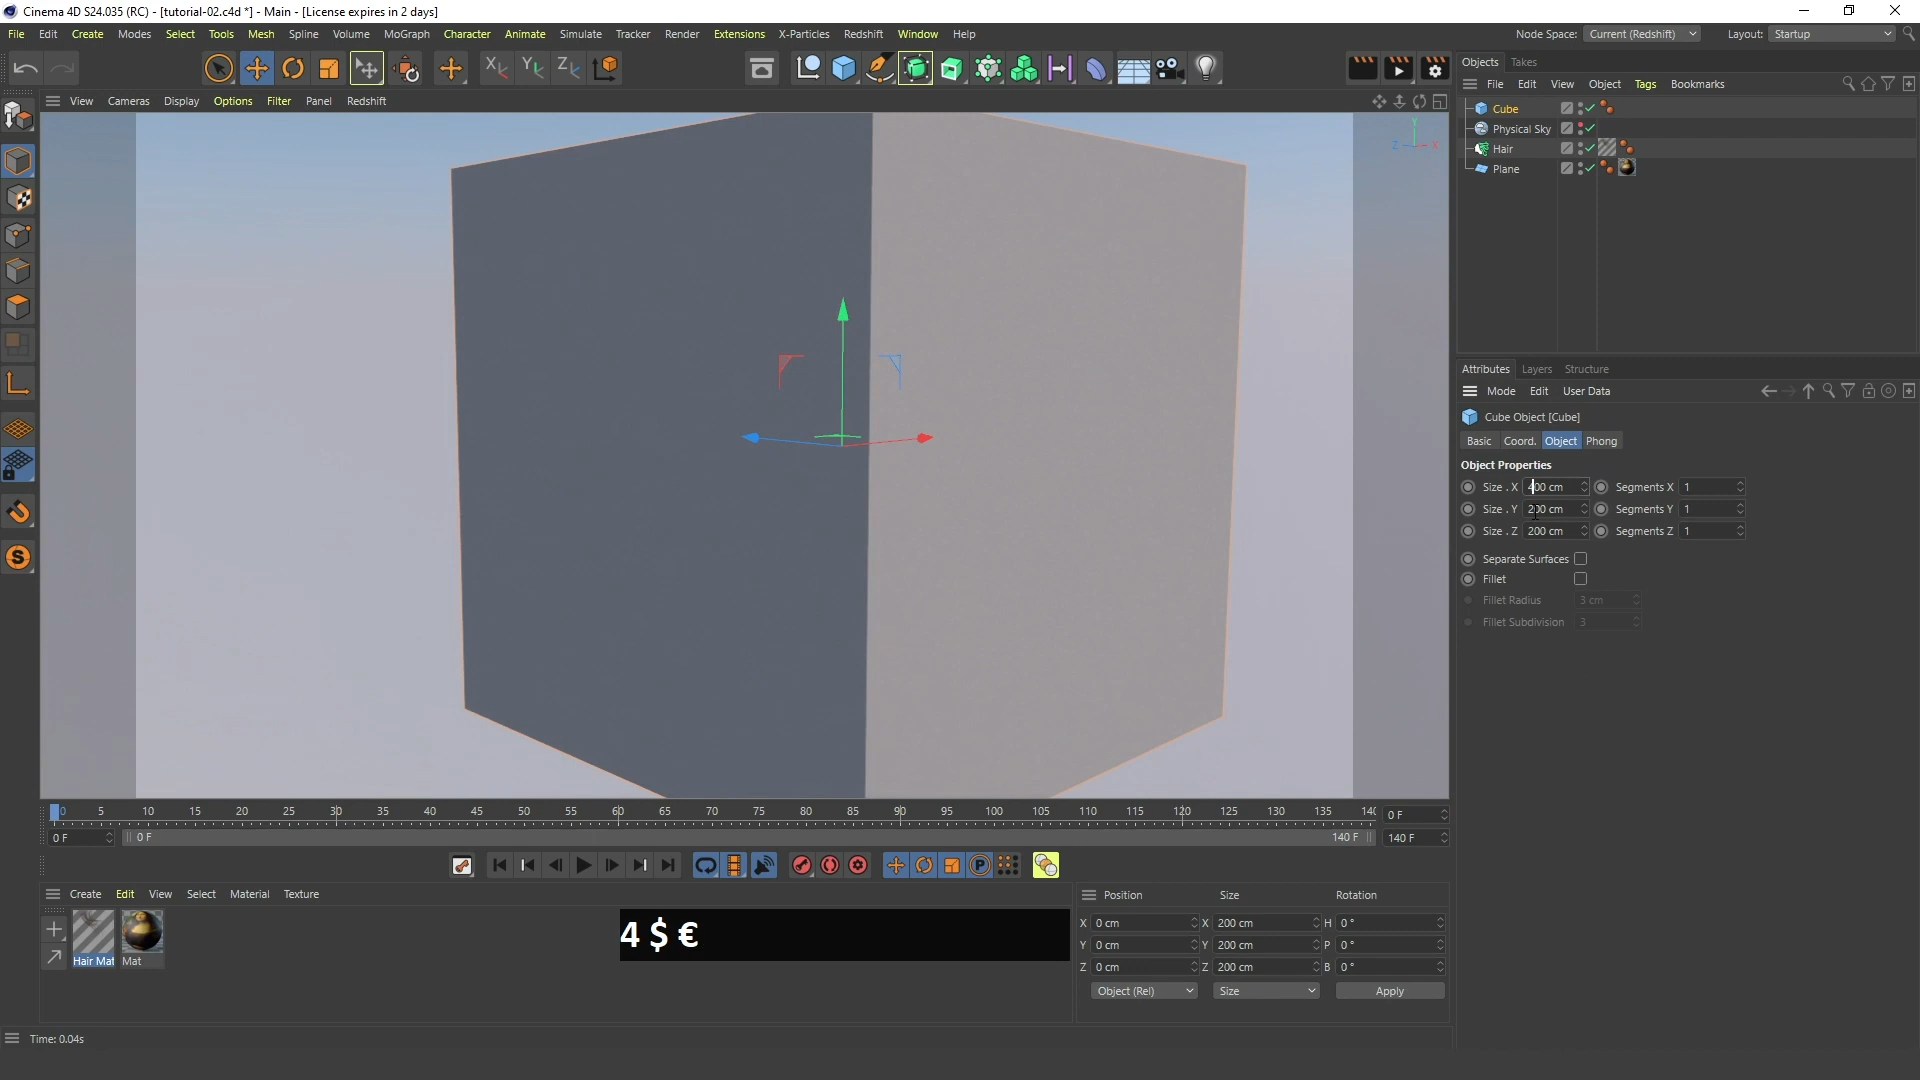 Cinema 4D S24.035 (RC) - [tutorial-02.c4d *] - Main - [License expires in 2 days]
File Edit Create Modes Select Tools Mesh Spline Volume MoGraph Character Animate Simulate Tracker Render Extensions X-Particles Redshift Window Help
Node Space: Current (Redshift) Layout: Startup
Objects Takes
File Edit View Object Tags Bookmarks
View Cameras Display Options Filter Panel Redshift
Cube
Physical Sky
Hair
Plane
Y
Z X
Attributes Layers Structure
Mode Edit User Data
Cube Object [Cube]
Basic Coord. Object Phong
Object Properties
Size . X 400 cm Segments X 1
Size . Y 200 cm Segments Y 1
Size . Z 200 cm Segments Z 1
Separate Surfaces
Fillet
Fillet Radius 3 cm
Fillet Subdivision 3
0 5 10 15 20 25 30 35 40 45 50 55 60 65 70 75 80 85 90 95 100 105 110 115 120 125 130 135 140
0 F
0 F 0 F 140 F 140 F
Create Edit View Select Material Texture
Hair Mat Mat
4 $ €
Position Size Rotation
X 0 cm X 200 cm H 0 °
Y 0 cm Y 200 cm P 0 °
Z 0 cm Z 200 cm B 0 °
Object (Rel) Size Apply
Time: 0.04s